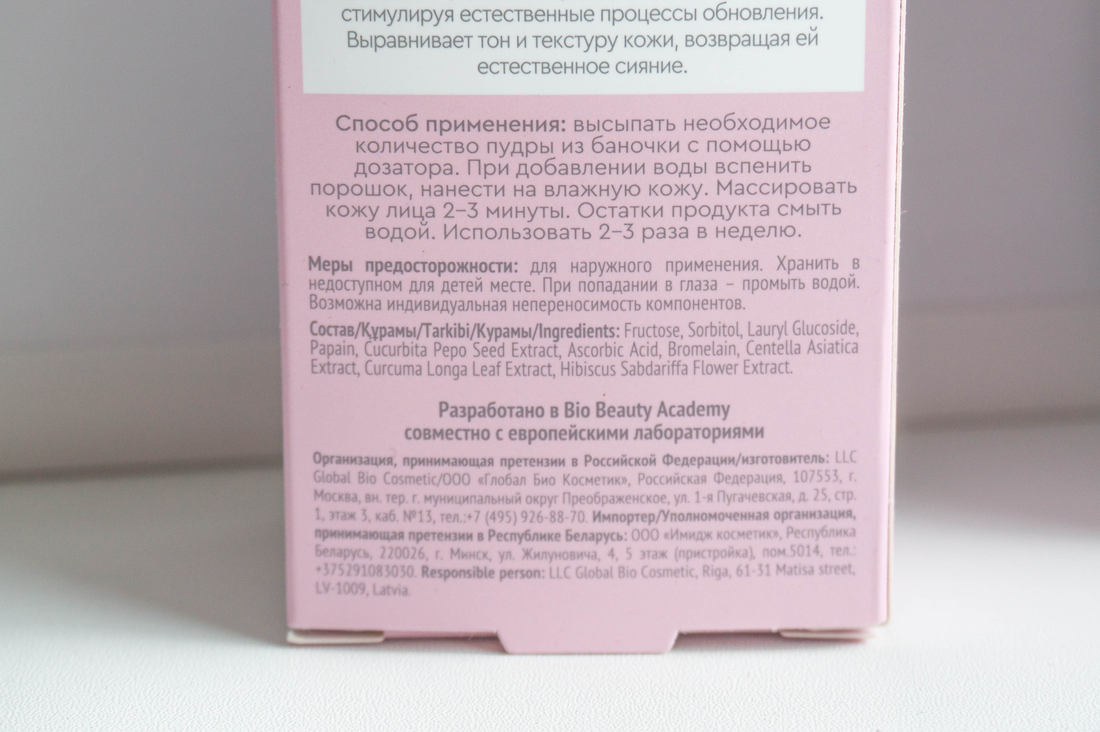 стимулируя естественные процессы обновления.
Выравнивает тон и текстуру кожи, возвращая ей
естественное сияние.
Способ применения: высыпать необходимое
количество пудры из баночки с помощью
дозатора. При добавлении воды вспенить
порошок, нанести на влажную кожу. Массировать
кожу лица 2–3 минуты. Остатки продукта смыть
водой. Использовать 2–3 раза в неделю.
Меры предосторожности: для наружного применения. Хранить в
недоступном для детей месте. При попадании в глаза – промыть водой.
Возможна индивидуальная непереносимость компонентов.
Состав/Құрамы/Tarkibi/Курамы/Ingredients: Fructose, Sorbitol, Lauryl Glucoside,
Papain, Cucurbita Pepo Seed Extract, Ascorbic Acid, Bromelain, Centella Asiatica
Extract, Curcuma Longa Leaf Extract, Hibiscus Sabdariffa Flower Extract.
Разработано в Bio Beauty Academy
совместно с европейскими лабораториями
Организация, принимающая претензии в Российской Федерации/изготовитель: LLC
Global Bio Cosmetic/ООО «Глобал Био Косметик», Российская Федерация, 107553, г.
Москва, вн. тер. г. муниципальный округ Преображенское, ул. 1-я Пугачевская, д. 25, стр.
1, этаж 3, каб. №13, тел.:+7 (495) 926-88-70. Импортер/Уполномоченная организация,
принимающая претензии в Республике Беларусь: ООО «Имидж косметик», Республика
Беларусь, 220026, г. Минск, ул. Жилуновича, 4, 5 этаж (пристройка), пом.5014, тел.:
+375291083030. Responsible person: LLC Global Bio Cosmetic, Riga, 61-31 Matisa street,
LV-1009, Latvia.